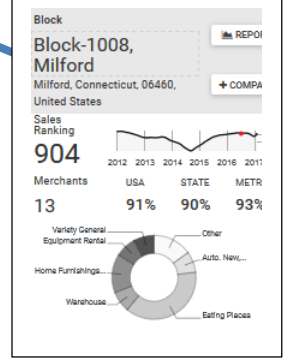 Block
REPOR
Block-1008,
Milford
Milford, Connecticut, 06460,
United States
+ COMPA
Sales
Ranking
904
2012 2013 2014 2015 2016 2017
Merchants USA STATE METR
13 91% 90% 93%
Variety General
Equipment Rental
Home Furnishings...
Warehouse
Other
Auto. New,...
Eating Places